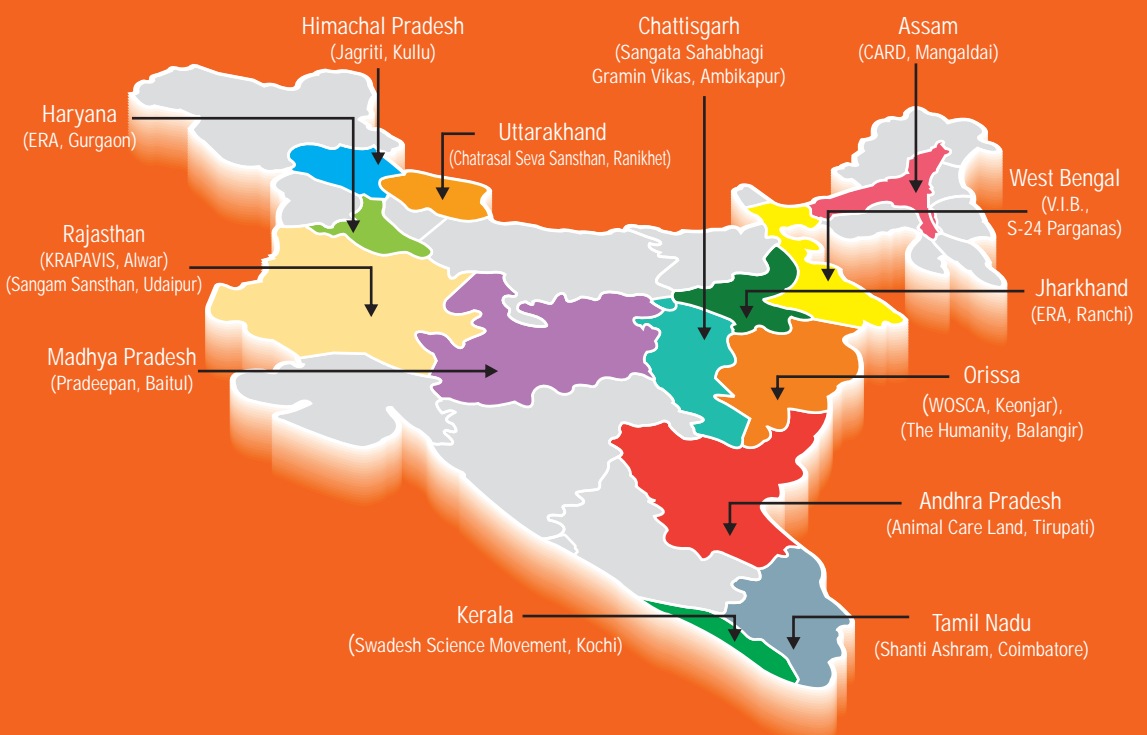 Himachal Pradesh
(Jagriti, Kullu)
Chattisgarh
(Sangata Sahabhagi
Gramin Vikas, Ambikapur)
Assam
(CARD, Mangaldai)
Haryana
(ERA, Gurgaon)
Uttarakhand
(Chatrasal Seva Sansthan, Ranikhet)
West Bengal
(V.I.B.,
S-24 Parganas)
Rajasthan
(KRAPAVIS, Alwar)
(Sangam Sansthan, Udaipur)
Jharkhand
(ERA, Ranchi)
Madhya Pradesh
(Pradeepan, Baitul)
Orissa
(WOSCA, Keonjar),
(The Humanity, Balangir)
Andhra Pradesh
(Animal Care Land, Tirupati)
Kerala
(Swadesh Science Movement, Kochi)
Tamil Nadu
(Shanti Ashram, Coimbatore)